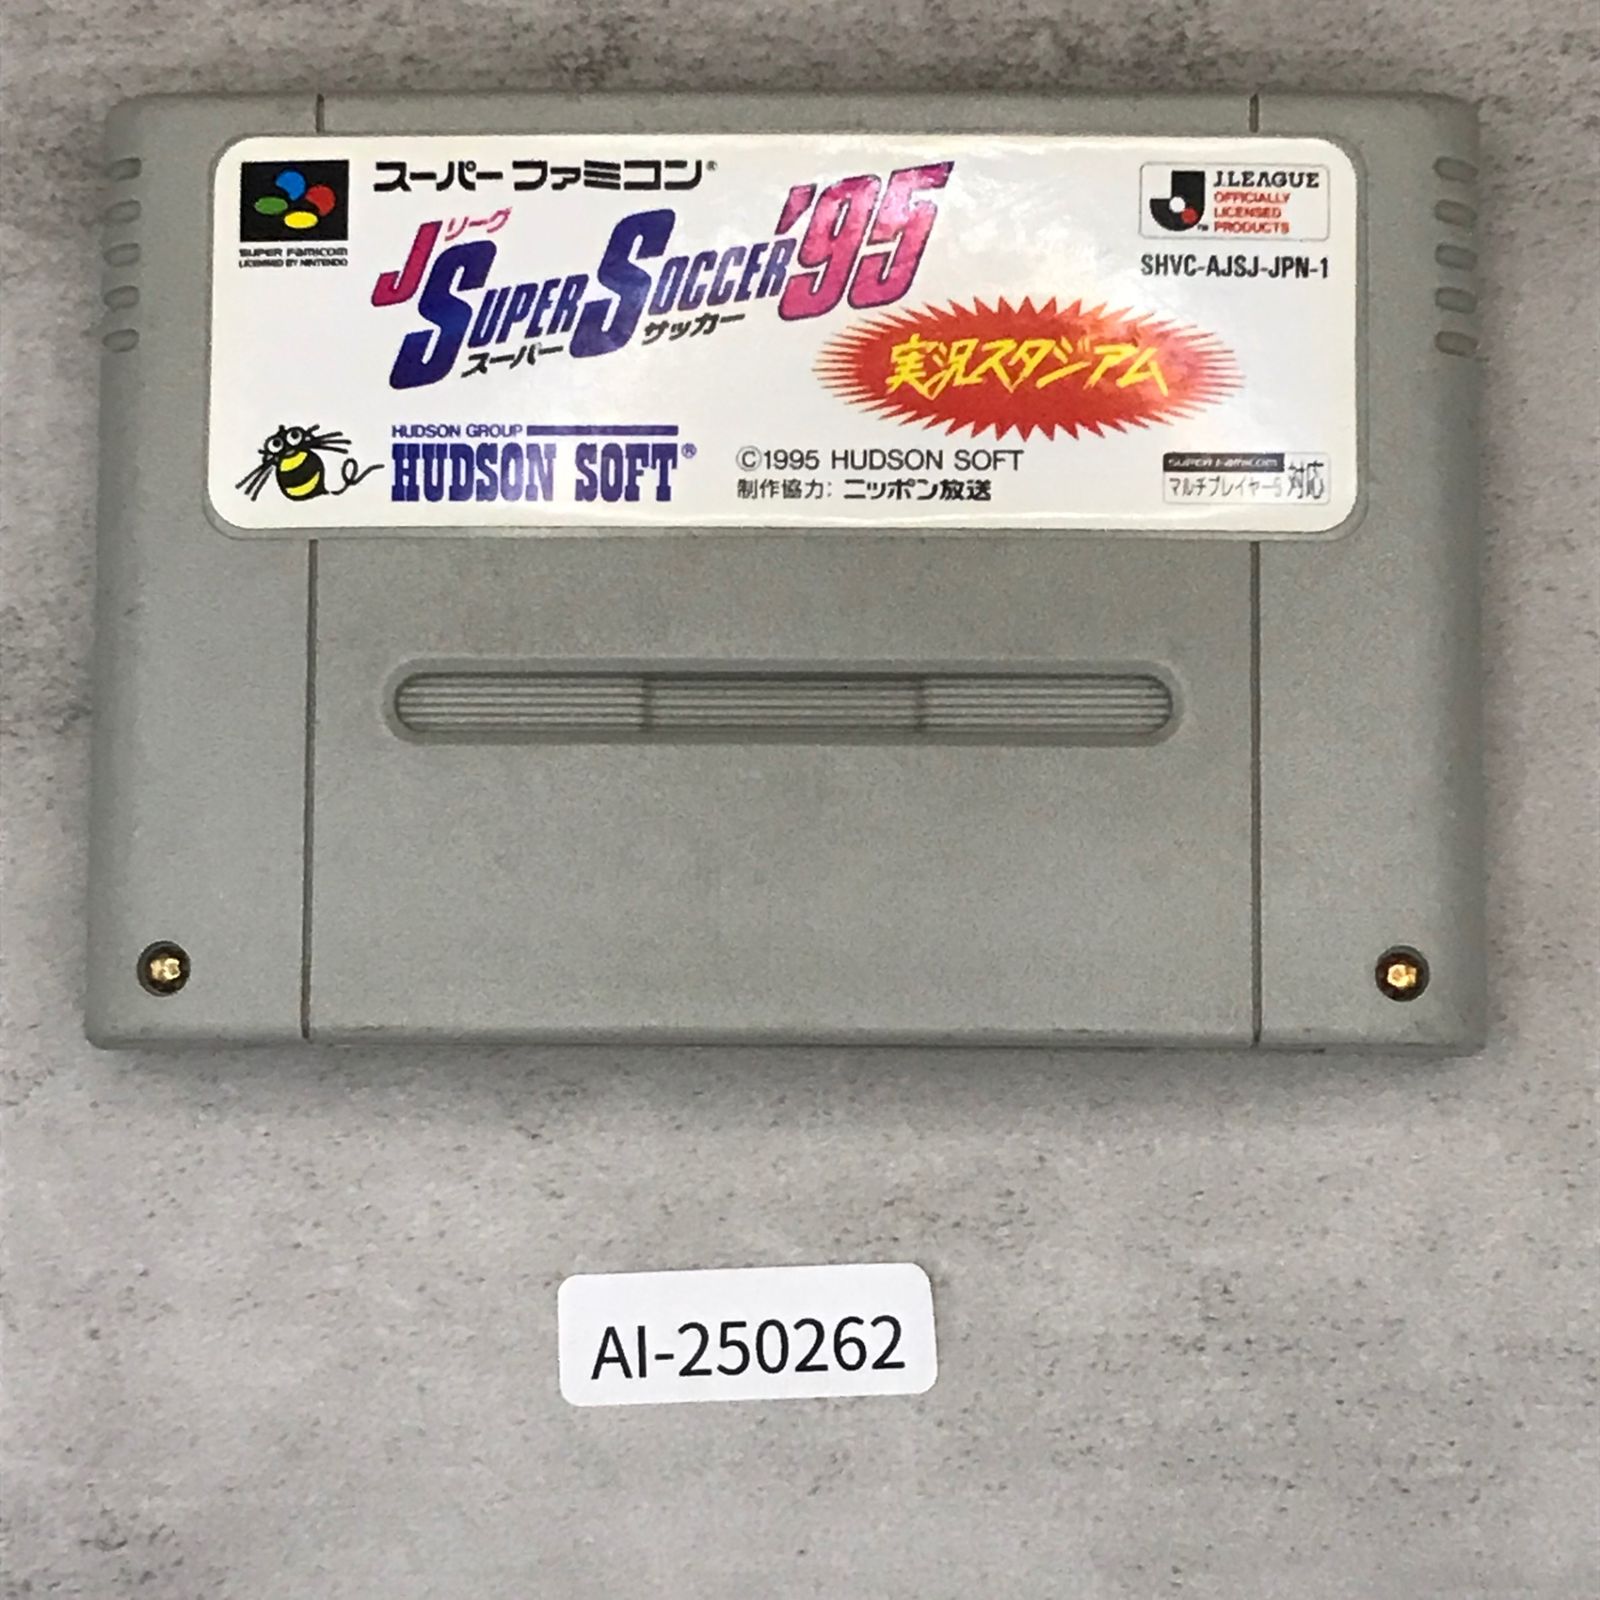 スーパーファミコン®
SUPER FAMICOM
LICENSED BY NINTENDO
Jリーグ
SUPER SOCCER '95
スーパー サッカー
実況スタジアム
J.LEAGUE
OFFICIALLY
LICENSED
PRODUCTS
TM
SHVC-AJSJ-JPN-1
HUDSON GROUP
HUDSON SOFT®
©1995 HUDSON SOFT
制作協力: ニッポン放送
SUPER FAMICOM
マルチプレイヤー5 対応
AI-250262